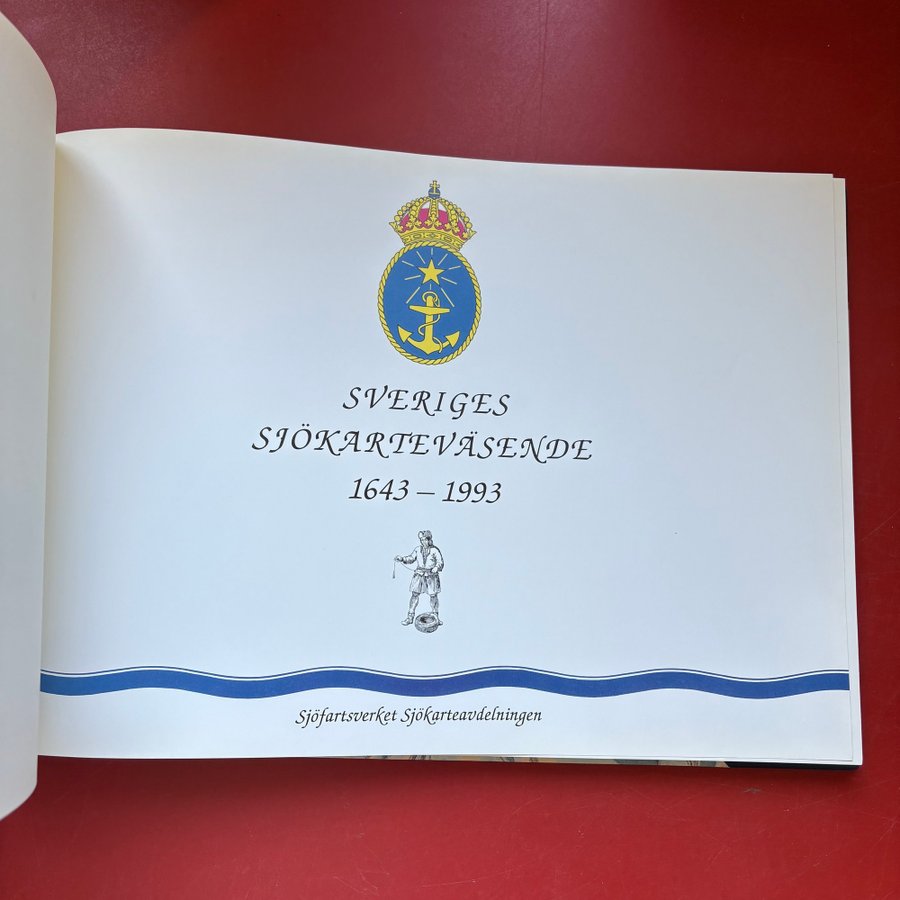 SVERIGES
SJÖKARTEVÄSENDE
1643 – 1993
Sjöfartsverket Sjökarteavdelningen